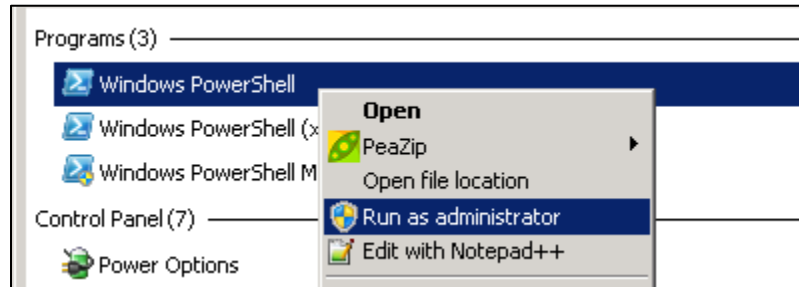 Programs (3)
Windows PowerShell
Windows PowerShell (x
Windows PowerShell M
Control Panel (7)
Power Options
Open
PeaZip
Open file location
Run as administrator
Edit with Notepad++